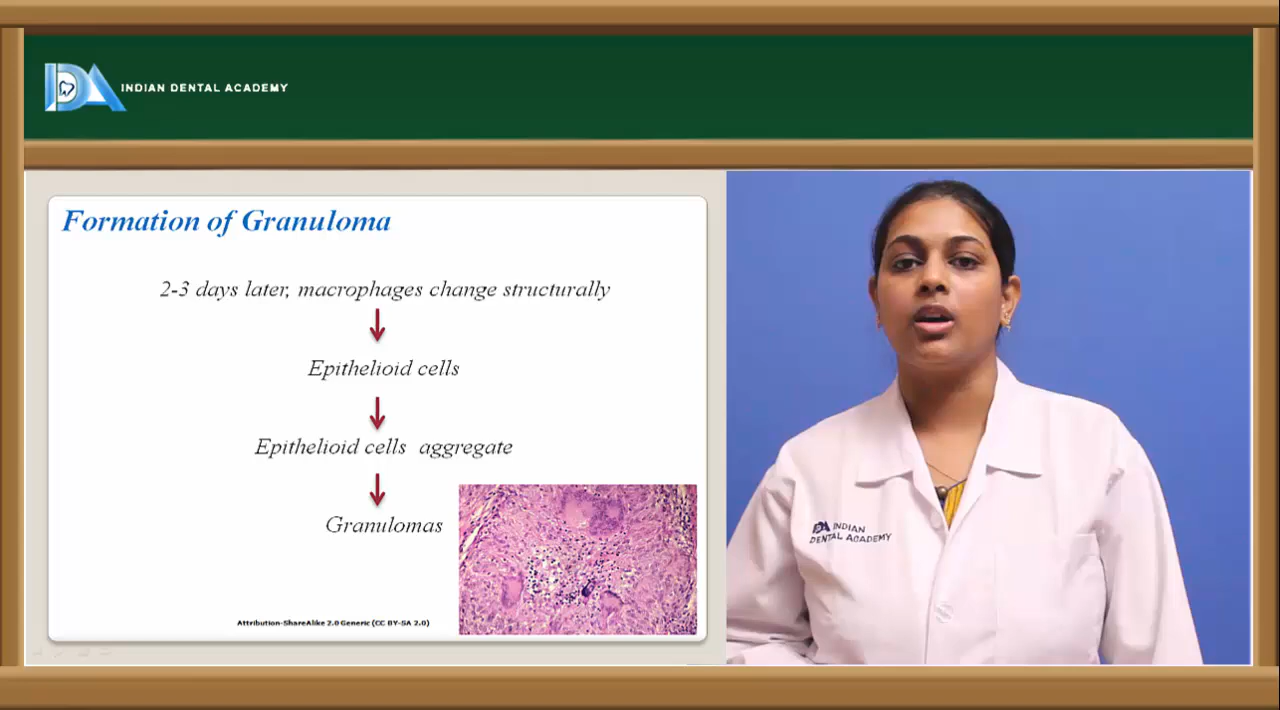 INDIAN DENTAL ACADEMY
Formation of Granuloma
2-3 days later, macrophages change structurally
Epithelioid cells
Epithelioid cells aggregate
Granulomas
Attribution-ShareAlike 2.0 Generic (CC BY-SA 2.0)
DA INDIAN
DENTAL ACADEMY